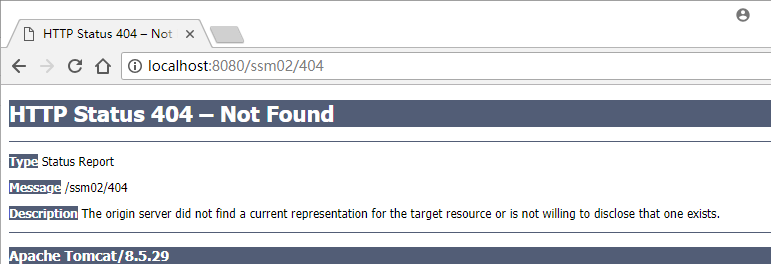 HTTP Status 404 – Not
localhost:8080/ssm02/404
HTTP Status 404 – Not Found
Type Status Report
Message /ssm02/404
Description The origin server did not find a current representation for the target resource or is not willing to disclose that one exists.
Apache Tomcat/8.5.29